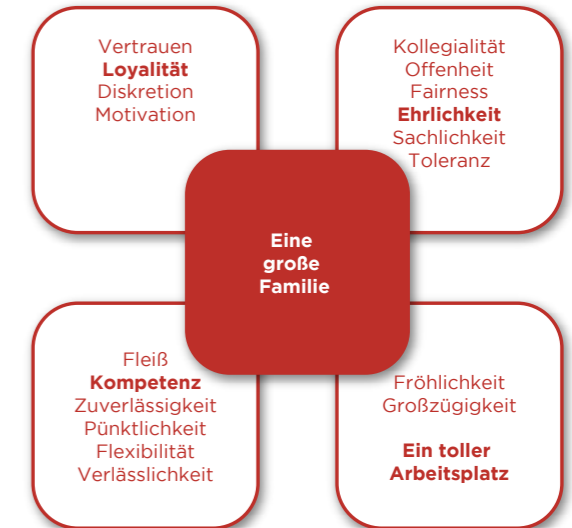 Vertrauen
Loyalität
Diskretion
Motivation
Kollegialität
Offenheit
Fairness
Ehrlichkeit
Sachlichkeit
Toleranz
Eine
große
Familie
Fleiß
Kompetenz
Zuverlässigkeit
Pünktlichkeit
Flexibilität
Verlässlichkeit
Fröhlichkeit
Großzügigkeit
Ein toller
Arbeitsplatz